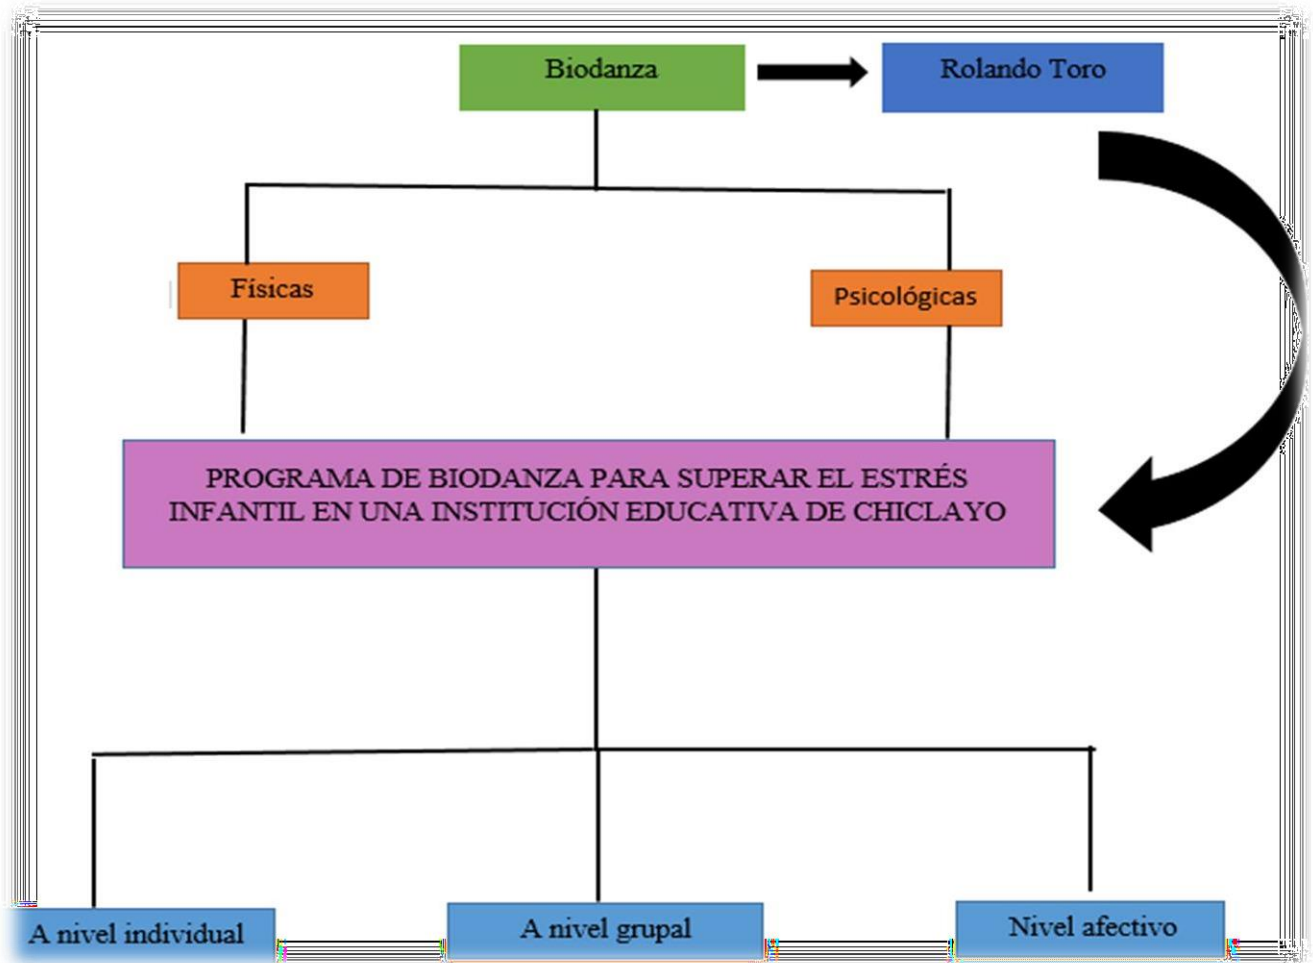 Biodanza
Rolando Toro
Físicas
Psicológicas
PROGRAMA DE BIODANZA PARA SUPERAR EL ESTRÉS
INFANTIL EN UNA INSTITUCIÓN EDUCATIVA DE CHICLAYO
A nivel individual
A nivel grupal
Nivel afectivo